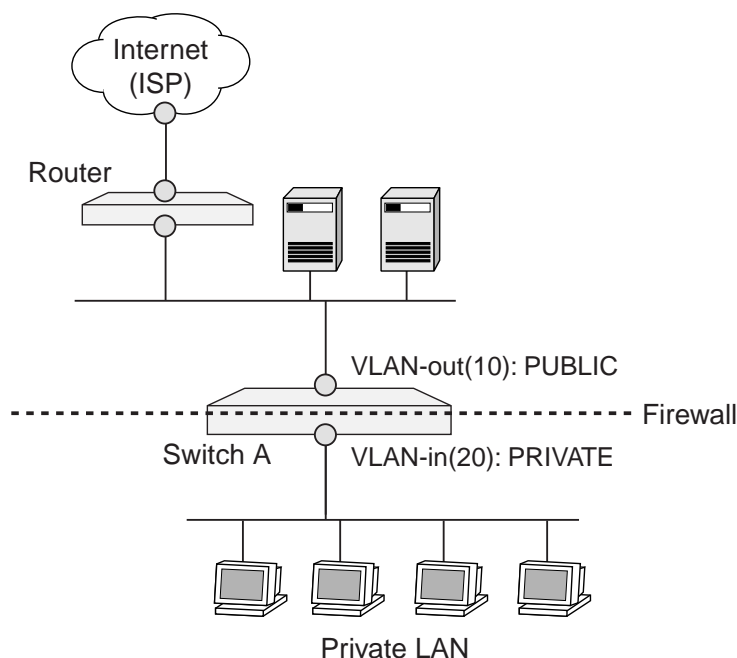 Internet
(ISP)
Router
VLAN-out(10): PUBLIC
Firewall
Switch A
VLAN-in(20): PRIVATE
Private LAN